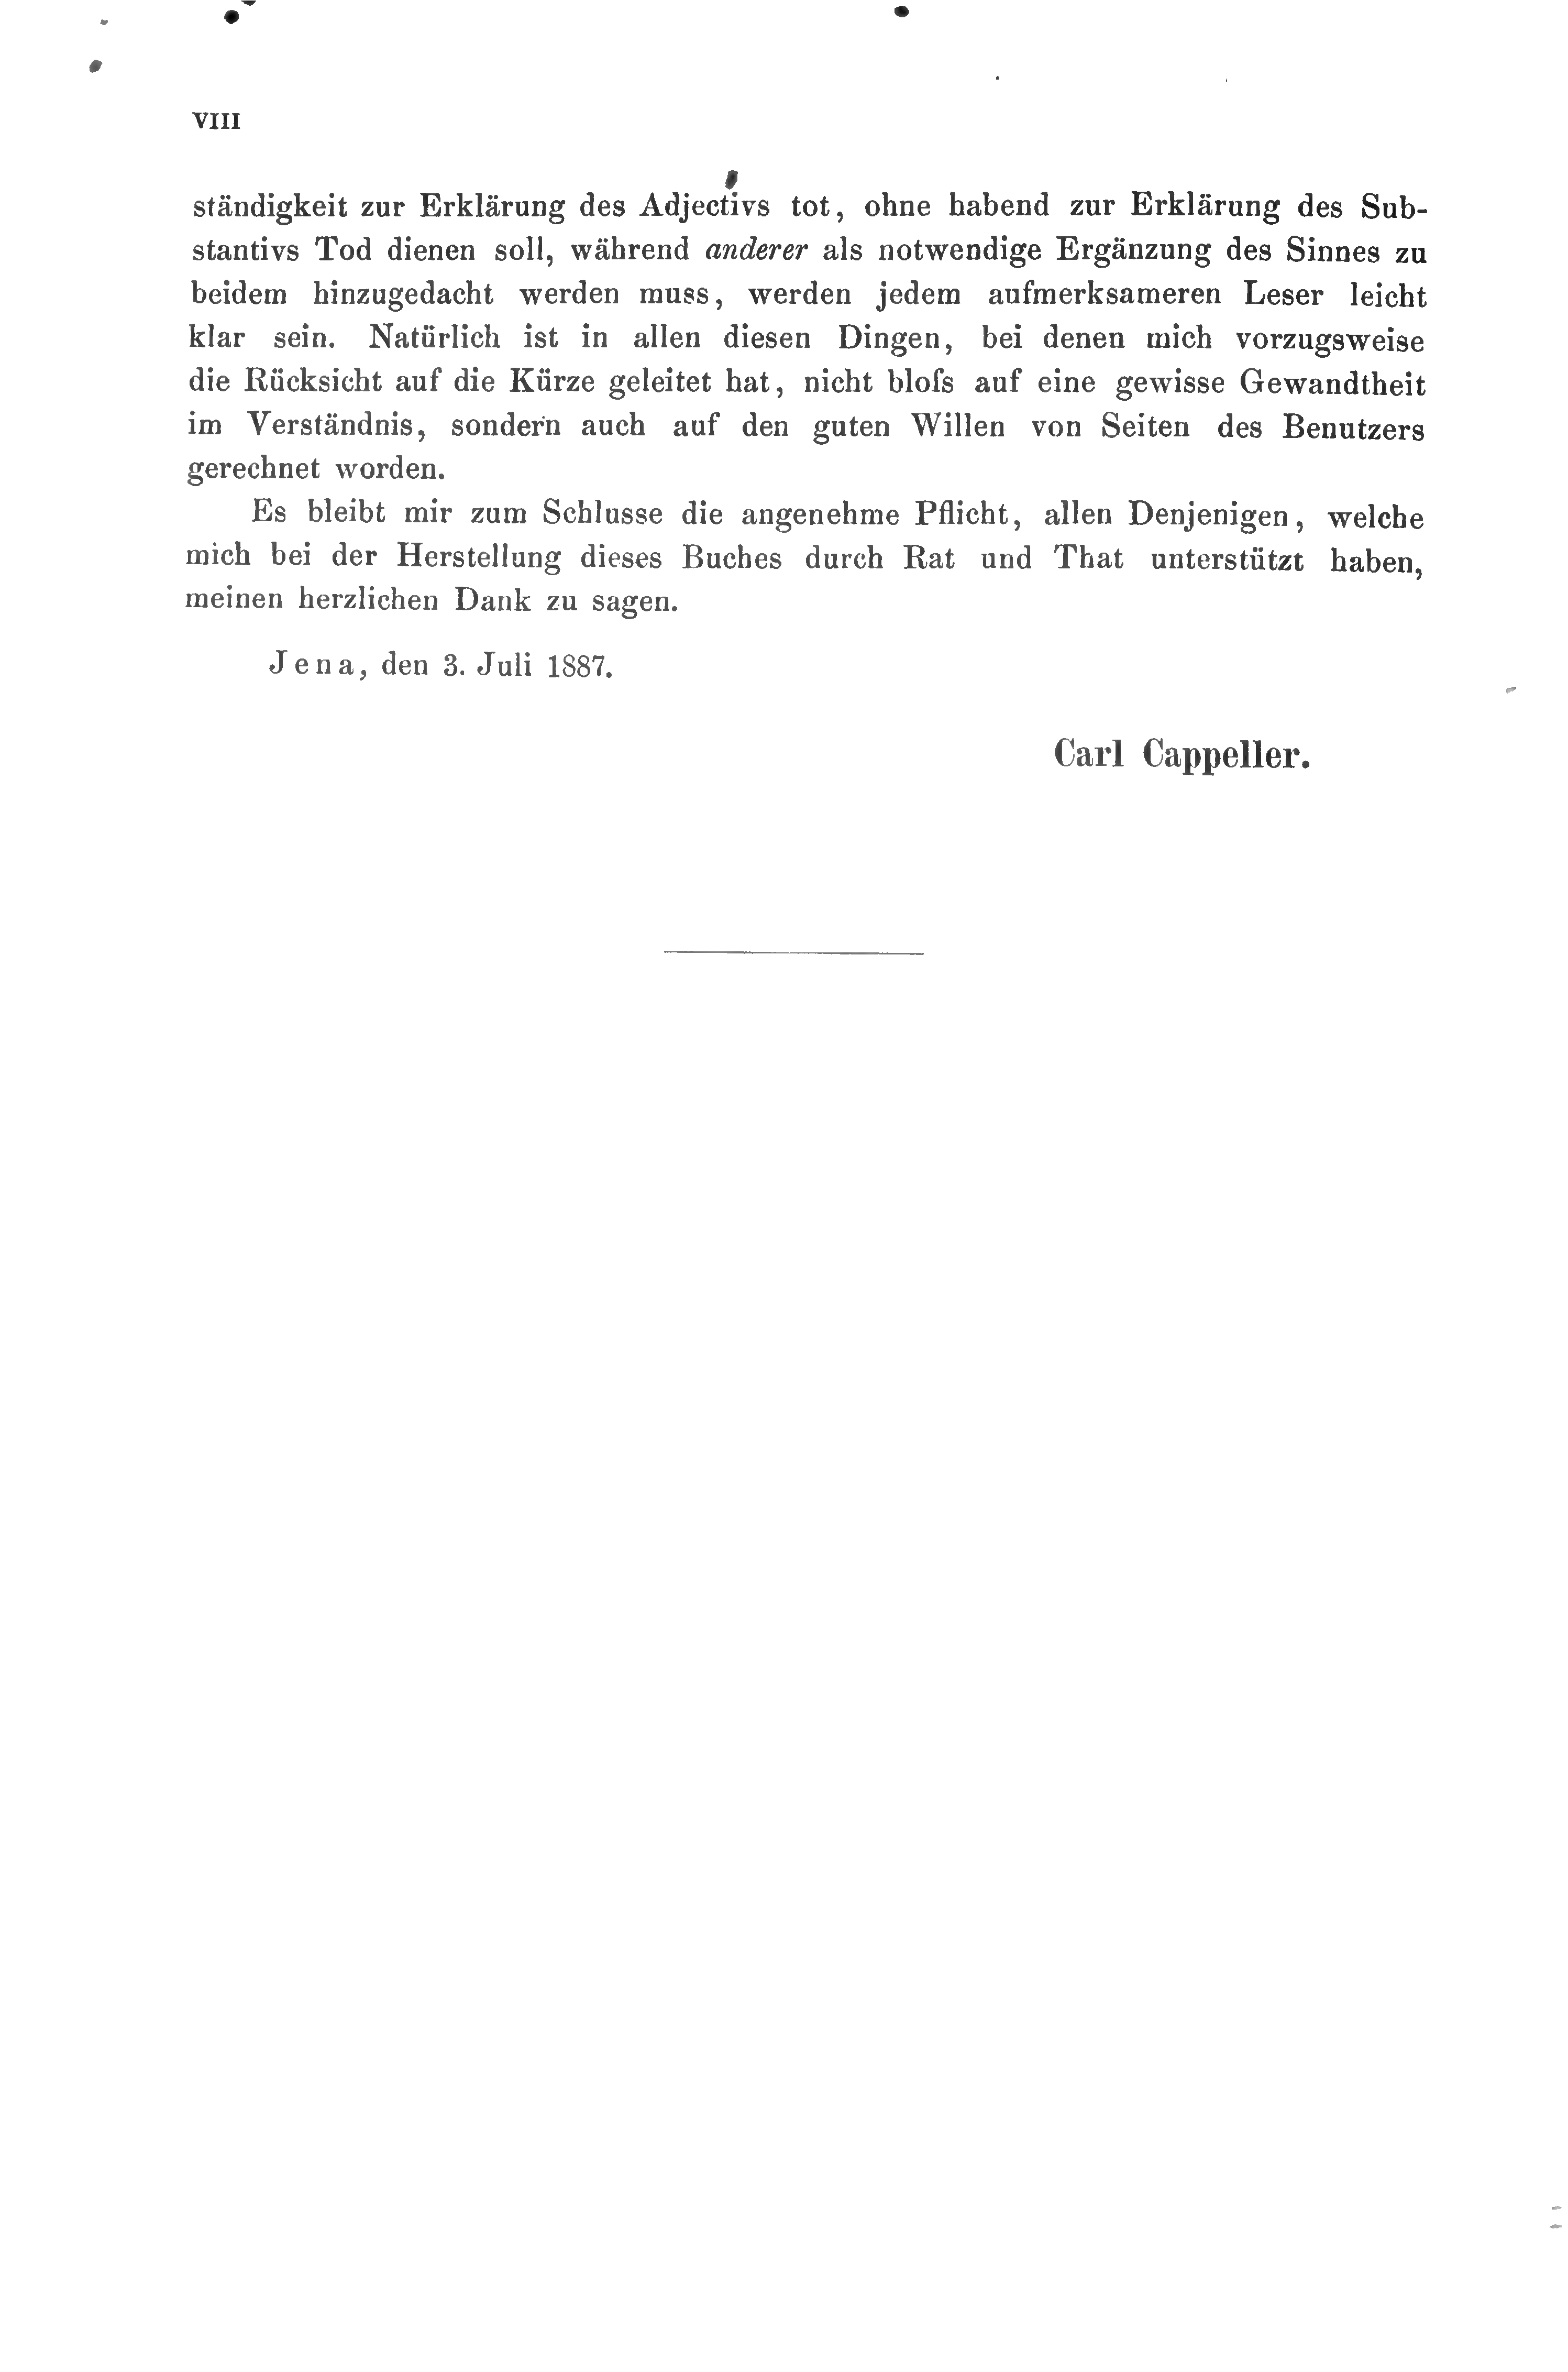 VIII
ständigkeit zur Erklärung des Adjectivs tot, ohne habend zur Erklärung des Sub-
stantivs Tod dienen soll, während anderer als notwendige Ergänzung des Sinnes zu
beidem hinzugedacht werden muss, werden jedem aufmerksameren Leser leicht
klar sein. Natürlich ist in allen diesen Dingen, bei denen mich vorzugsweise
die Rücksicht auf die Kürze geleitet hat, nicht bloſs auf eine gewisse Gewandtheit
im Verständnis, sondern auch auf den guten Willen von Seiten des Benutzers
gerechnet worden.
Es bleibt mir zum Schlusse die angenehme Pflicht, allen Denjenigen, welche
mich bei der Herstellung dieses Buches durch Rat und That unterstützt haben,
meinen herzlichen Dank zu sagen.
Jena, den 3. Juli 1887.
Carl Cappeller.